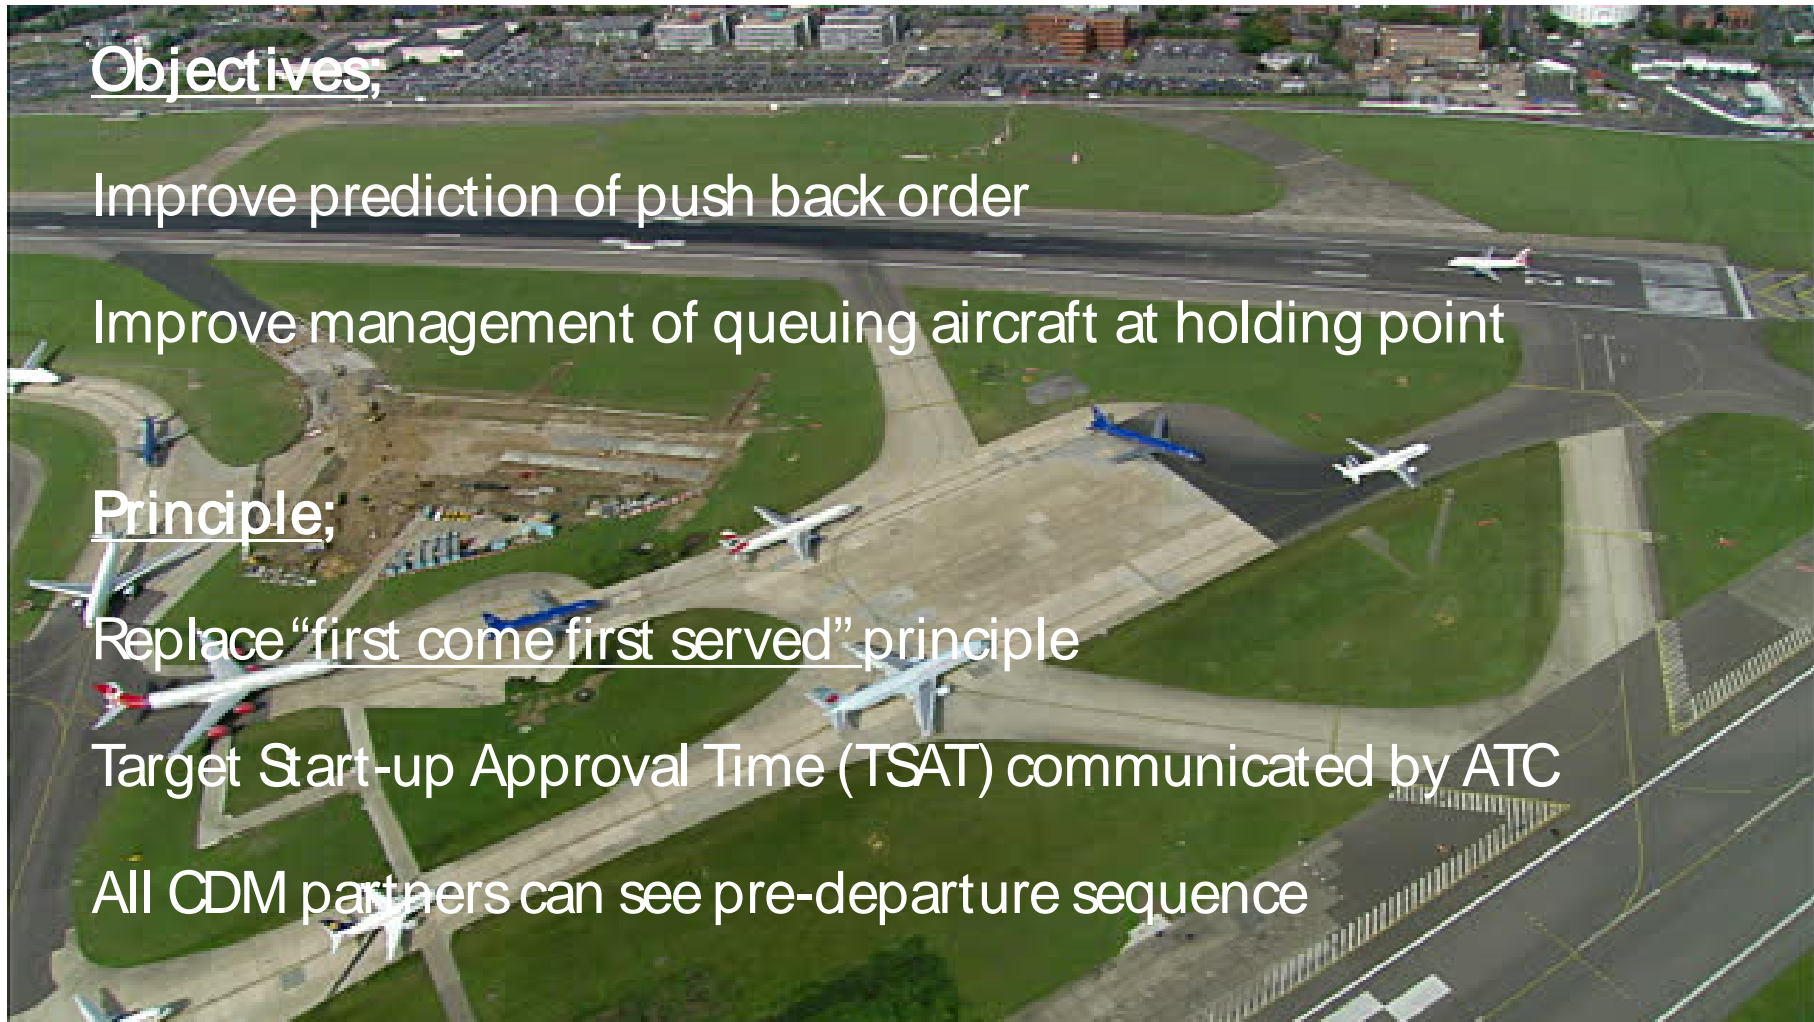 Objectives;
Improve prediction of push back order
Improve management of queuing aircraft at holding point
Principle;
Replace “first come first served” principle
Target Start-up Approval Time (TSAT) communicated by ATC
All CDM partners can see pre-departure sequence